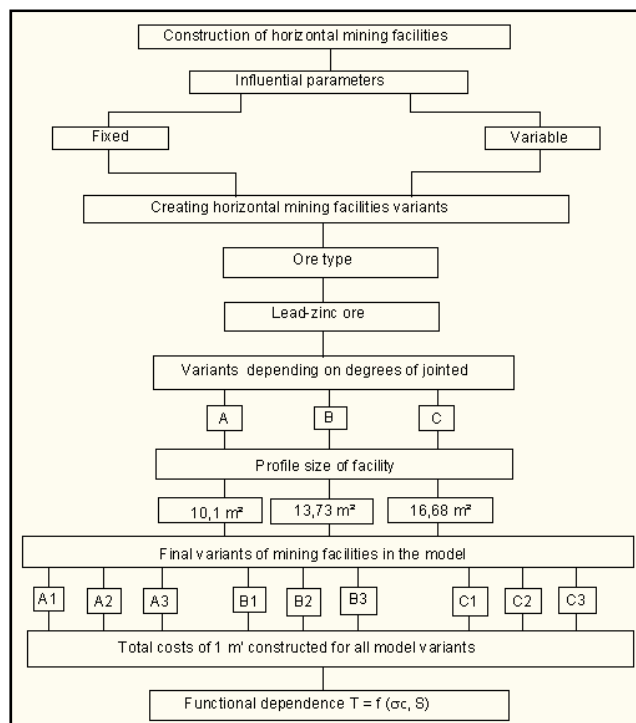 Construction of horizontal mining facilities
Influential parameters
Fixed
Variable
Creating horizontal mining facilities variants
Ore type
Lead-zinc ore
Variants depending on degrees of jointed
A
B
C
Profile size of facility
10,1 m²
13,73 m²
16,68 m²
Final variants of mining facilities in the model
A1
A2
A3
B1
B2
B3
C1
C2
C3
Total costs of 1 m' constructed for all model variants
Functional dependence T = f (σc, S)